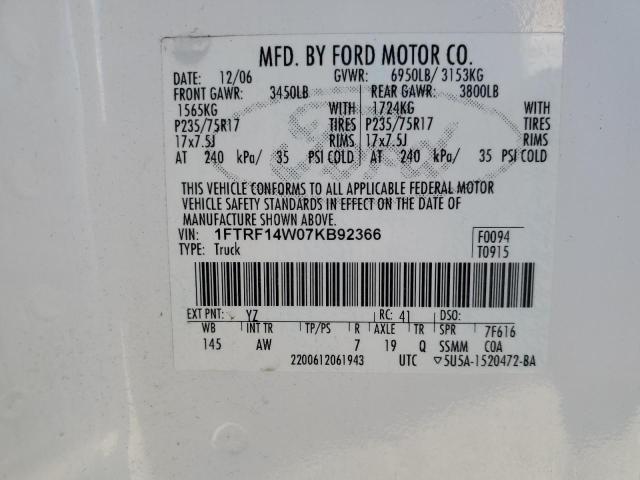 MFD. BY FORD MOTOR CO.
DATE: 12/06 GVWR: 6950LB/ 3153KG
FRONT GAWR: 3450LB REAR GAWR: 3800LB
1565KG WITH 1724KG WITH
P235/75R17 TIRES P235/75R17 TIRES
17x7.5J RIMS 17x7.5J RIMS
AT 240 kPa/ 35 PSI COLD AT 240 kPa/ 35 PSI COLD
THIS VEHICLE CONFORMS TO ALL APPLICABLE FEDERAL MOTOR
VEHICLE SAFETY STANDARDS IN EFFECT ON THE DATE OF
MANUFACTURE SHOWN ABOVE.
VIN: 1FTRF14W07KB92366 F0094
TYPE: Truck T0915
EXT PNT: YZ RC: 41 DSO:
WB INT TR TP/PS R AXLE TR SPR 7F616
145 AW 7 19 Q SSMM COA
2200612061943 UTC ▽5U5A-1520472-BA